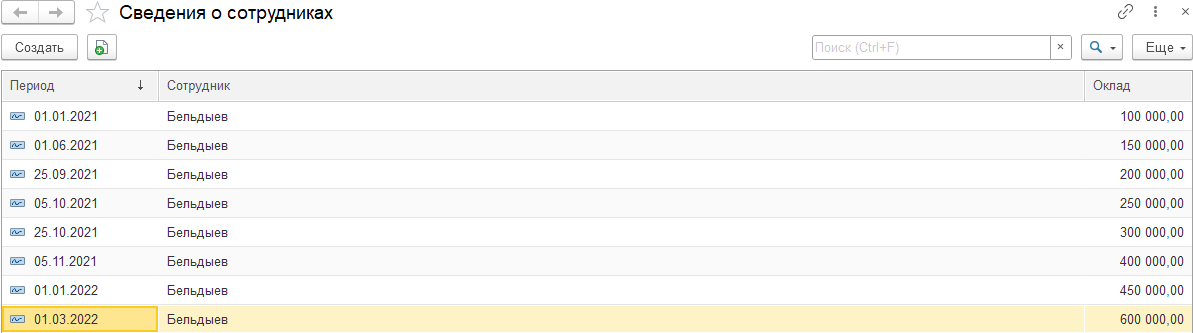 Сведения о сотрудниках
Создать Поиск (Ctrl+F) × Еще
Период ↓ Сотрудник Оклад
01.01.2021 Бельдыев 100 000,00
01.06.2021 Бельдыев 150 000,00
25.09.2021 Бельдыев 200 000,00
05.10.2021 Бельдыев 250 000,00
25.10.2021 Бельдыев 300 000,00
05.11.2021 Бельдыев 400 000,00
01.01.2022 Бельдыев 450 000,00
01.03.2022 Бельдыев 600 000,00